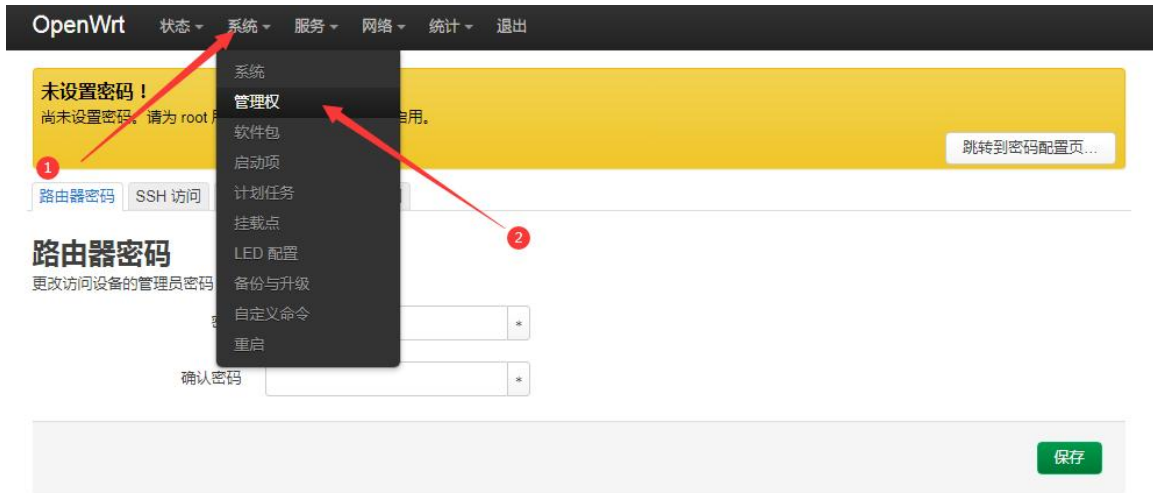 OpenWrt 状态 系统 服务 网络 统计 退出
系统
管理权
软件包
启动项
计划任务
挂载点
LED 配置
备份与升级
自定义命令
重启
未设置密码！
尚未设置密码。请为 root 用。
跳转到密码配置页...
1
2
路由器密码 SSH 访问
路由器密码
更改访问设备的管理员密码
*
确认密码 *
保存